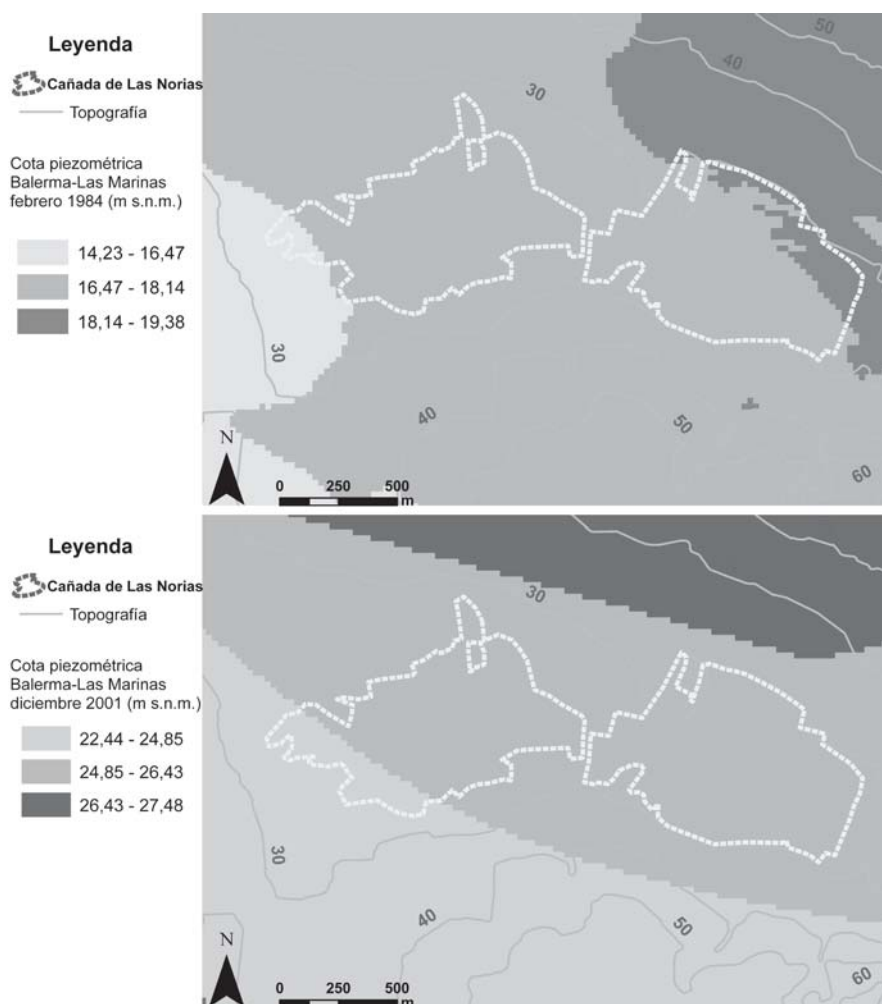 Leyenda
Cañada de Las Norias
Topografía
Cota piezométrica
Balerma-Las Marinas
febrero 1984 (m s.n.m.)
14,23 - 16,47
16,47 - 18,14
18,14 - 19,38
50
40
30
30
40
50
60
N
0 250 500
m
Leyenda
Cañada de Las Norias
Topografía
Cota piezométrica
Balerma-Las Marinas
diciembre 2001 (m s.n.m.)
22,44 - 24,85
24,85 - 26,43
26,43 - 27,48
30
30
40
50
60
N
0 250 500
m